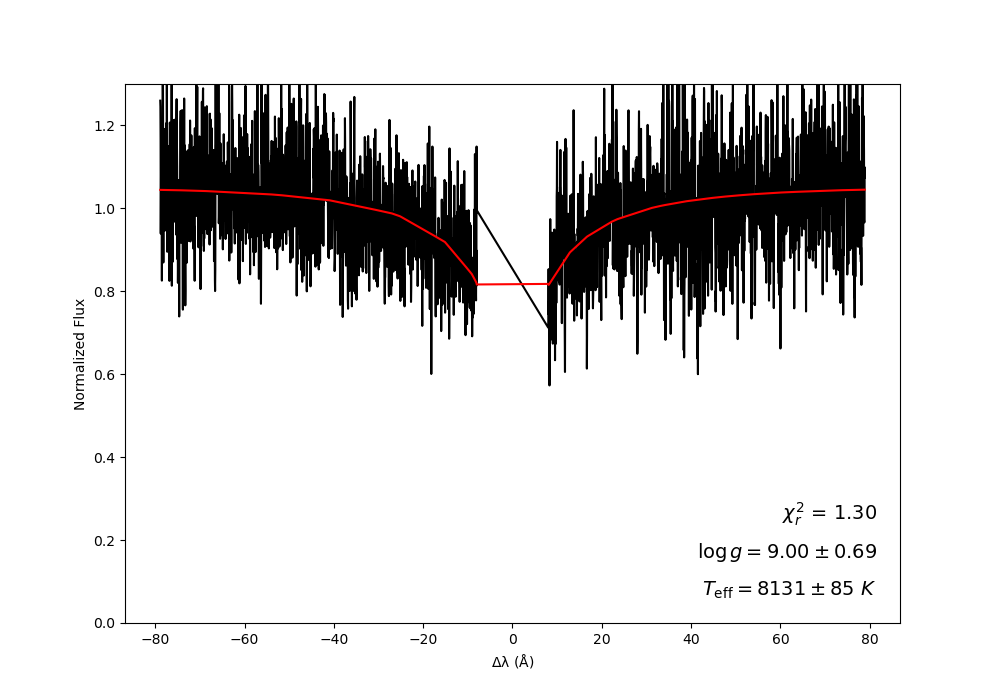 1.2
1.0
0.8
0.6
0.4
0.2
0.0
Normalized Flux
χ²ᵣ = 1.30
log g = 9.00 ± 0.69
T_eff = 8131 ± 85 K
−80 −60 −40 −20 0 20 40 60 80
Δλ (Å)